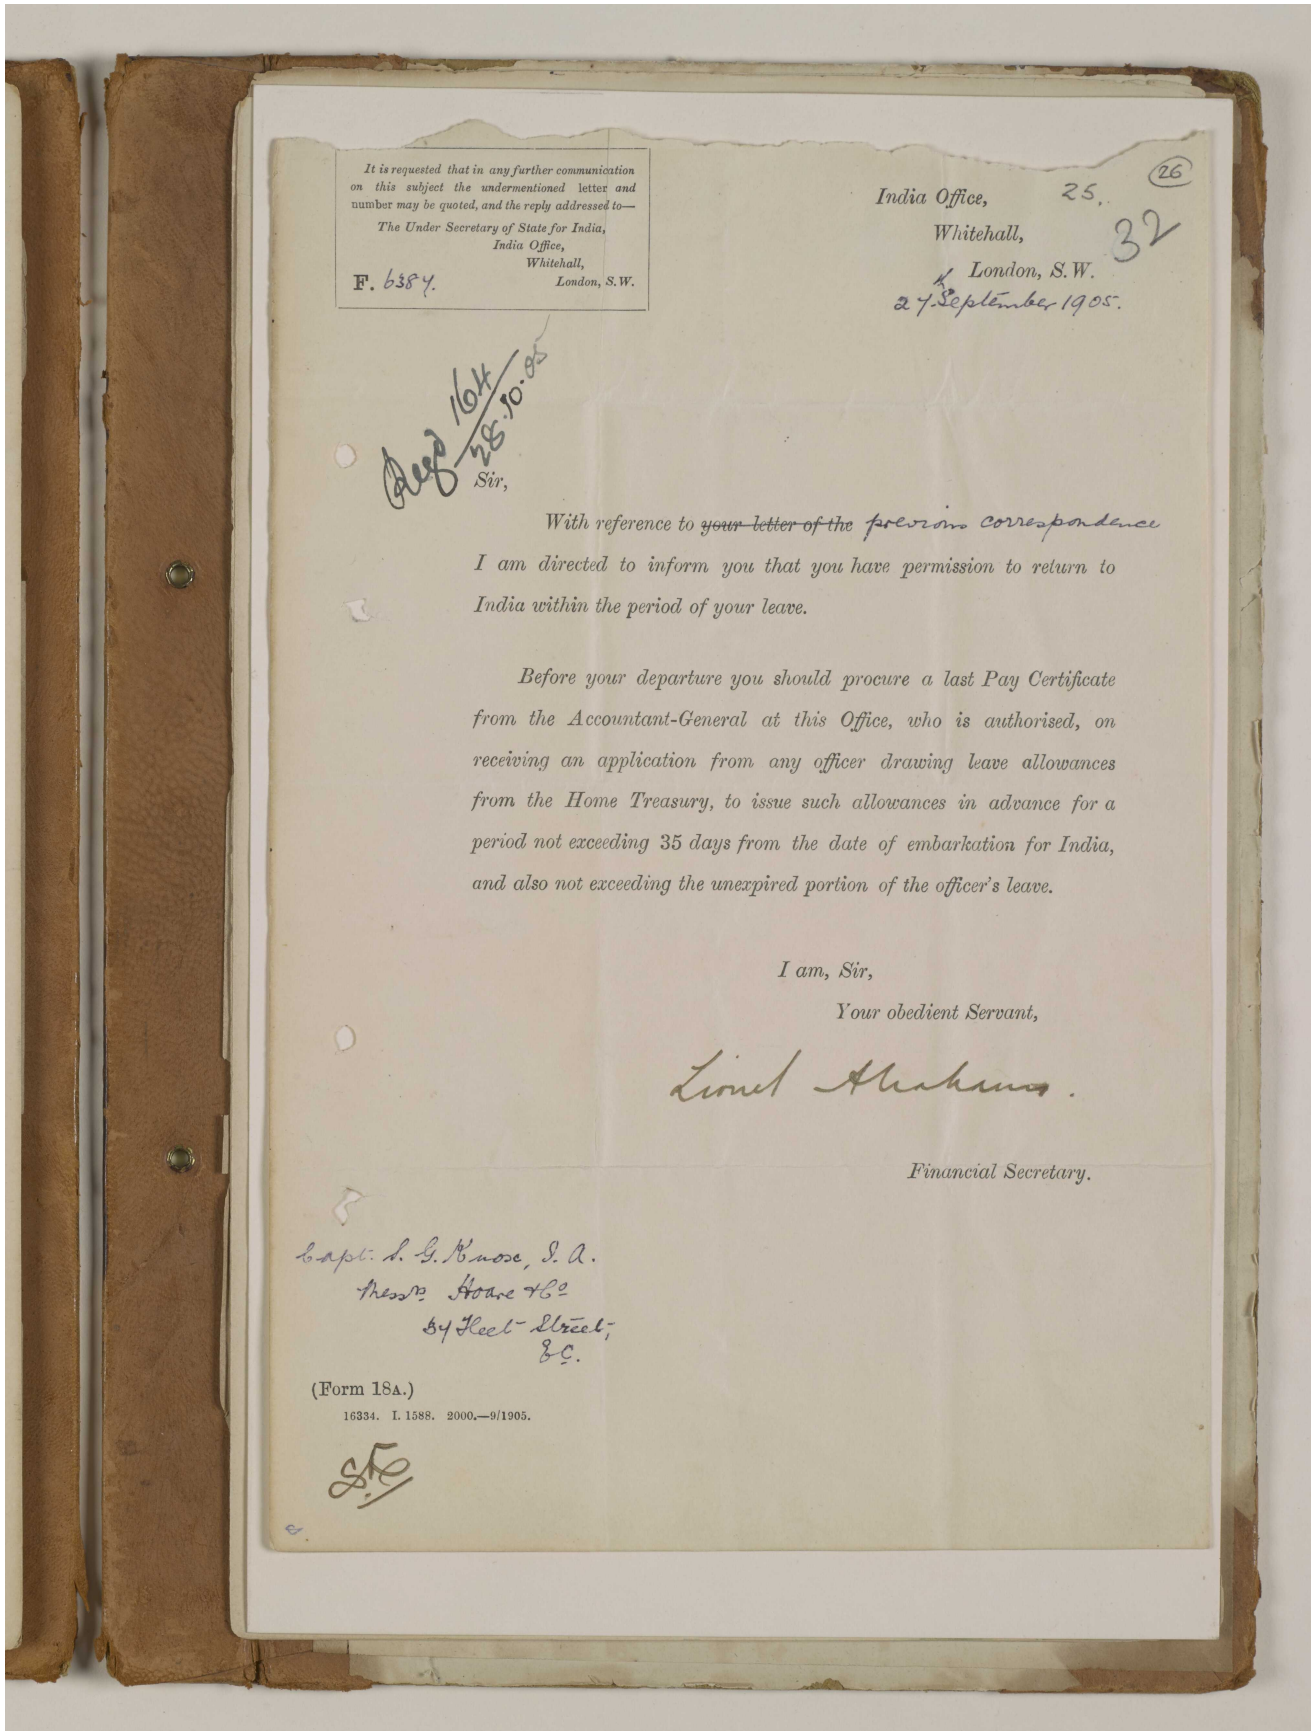 It is requested that in any further communication
on this subject the undermentioned letter and
number may be quoted, and the reply addressed to—
The Under Secretary of State for India,
India Office,
Whitehall,
London, S.W.
F. 6387.
26
25.
32
India Office,
Whitehall,
London, S.W.
27th September 1905.
Regd 164
28.10.05
Sir,
With reference to your letter of the previous correspondence
I am directed to inform you that you have permission to return to
India within the period of your leave.
Before your departure you should procure a last Pay Certificate
from the Accountant-General at this Office, who is authorised, on
receiving an application from any officer drawing leave allowances
from the Home Treasury, to issue such allowances in advance for a
period not exceeding 35 days from the date of embarkation for India,
and also not exceeding the unexpired portion of the officer's leave.
I am, Sir,
Your obedient Servant,
Lionel Abrahams.
Financial Secretary.
Capt. S. G. Knox, I. A.
Messrs Hoare & Co
37 Fleet Street,
E.C.
(Form 18A.)
16334. I. 1588. 2000.—9/1905.